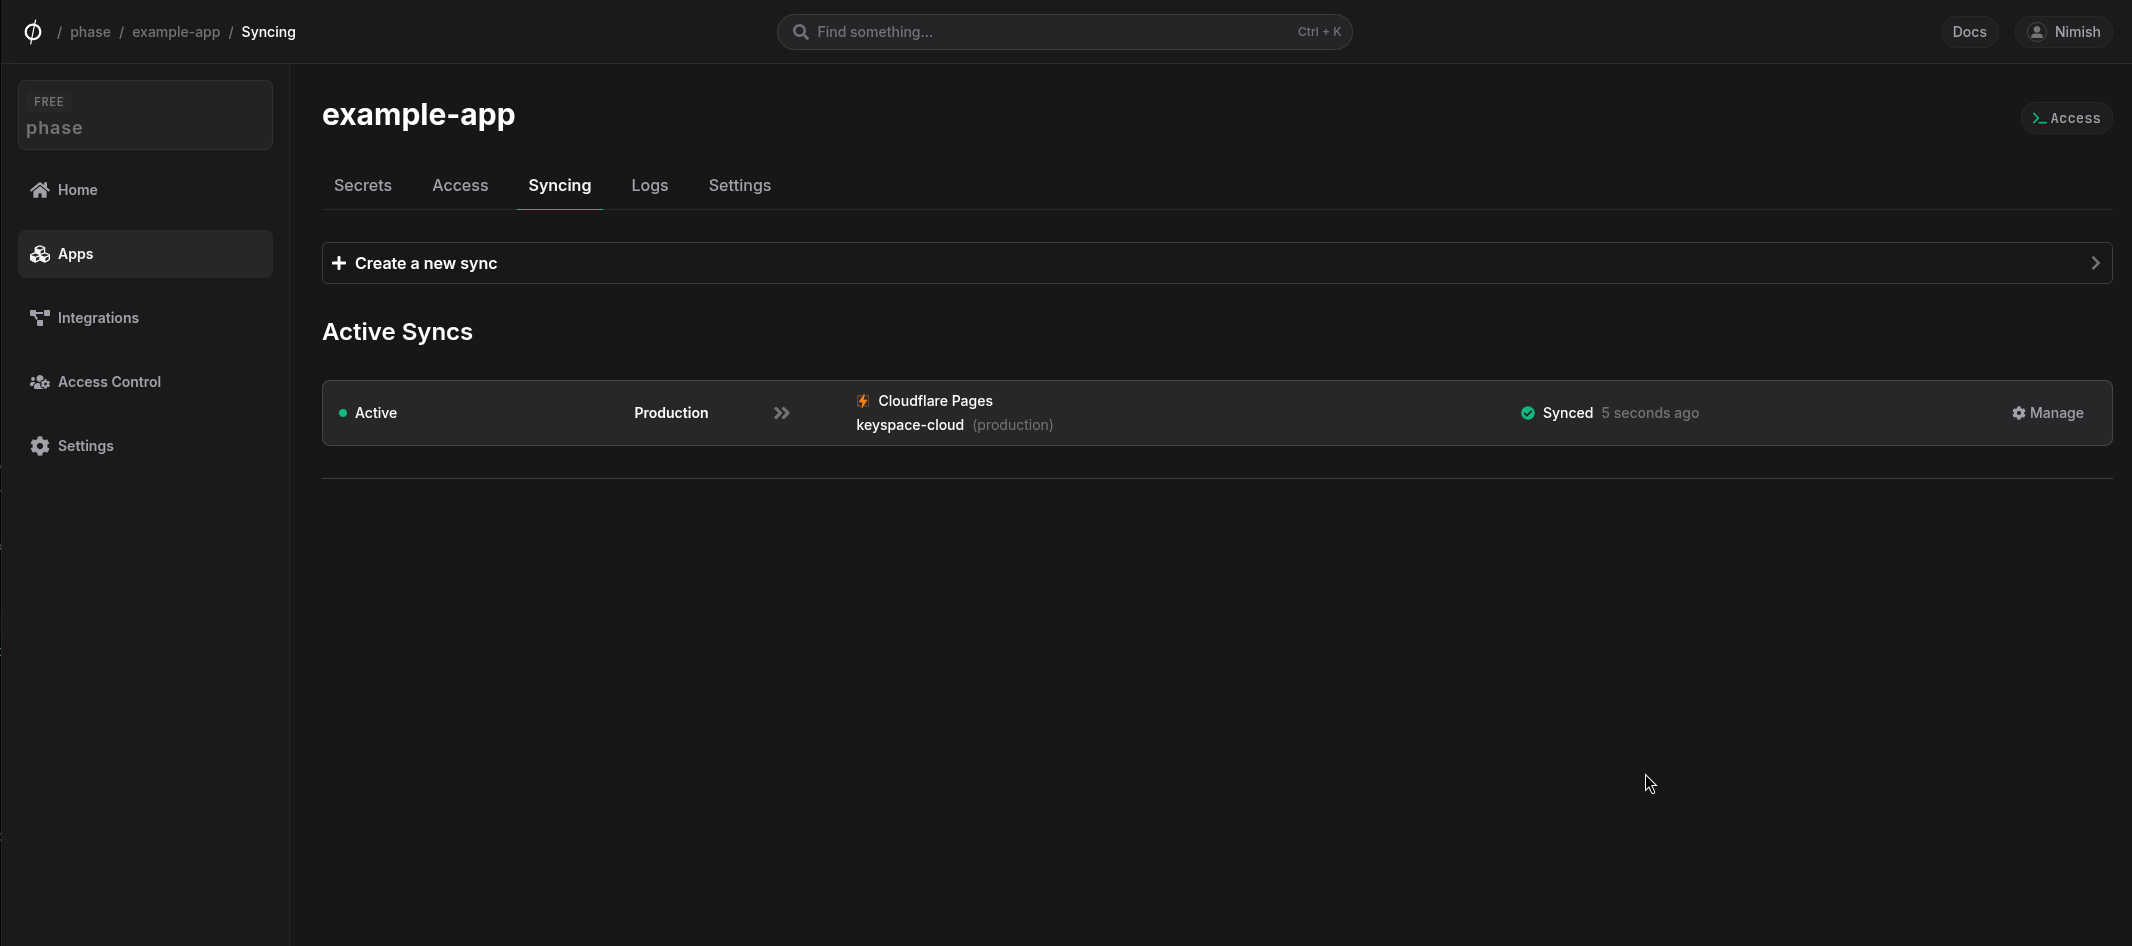 / phase / example-app / Syncing
Find something...
Ctrl + K
Docs
Nimish
FREE
phase
Home
Apps
Integrations
Access Control
Settings
example-app
Access
Secrets
Access
Syncing
Logs
Settings
Create a new sync
Active Syncs
Active
Production
Cloudflare Pages
keyspace-cloud (production)
Synced 5 seconds ago
Manage